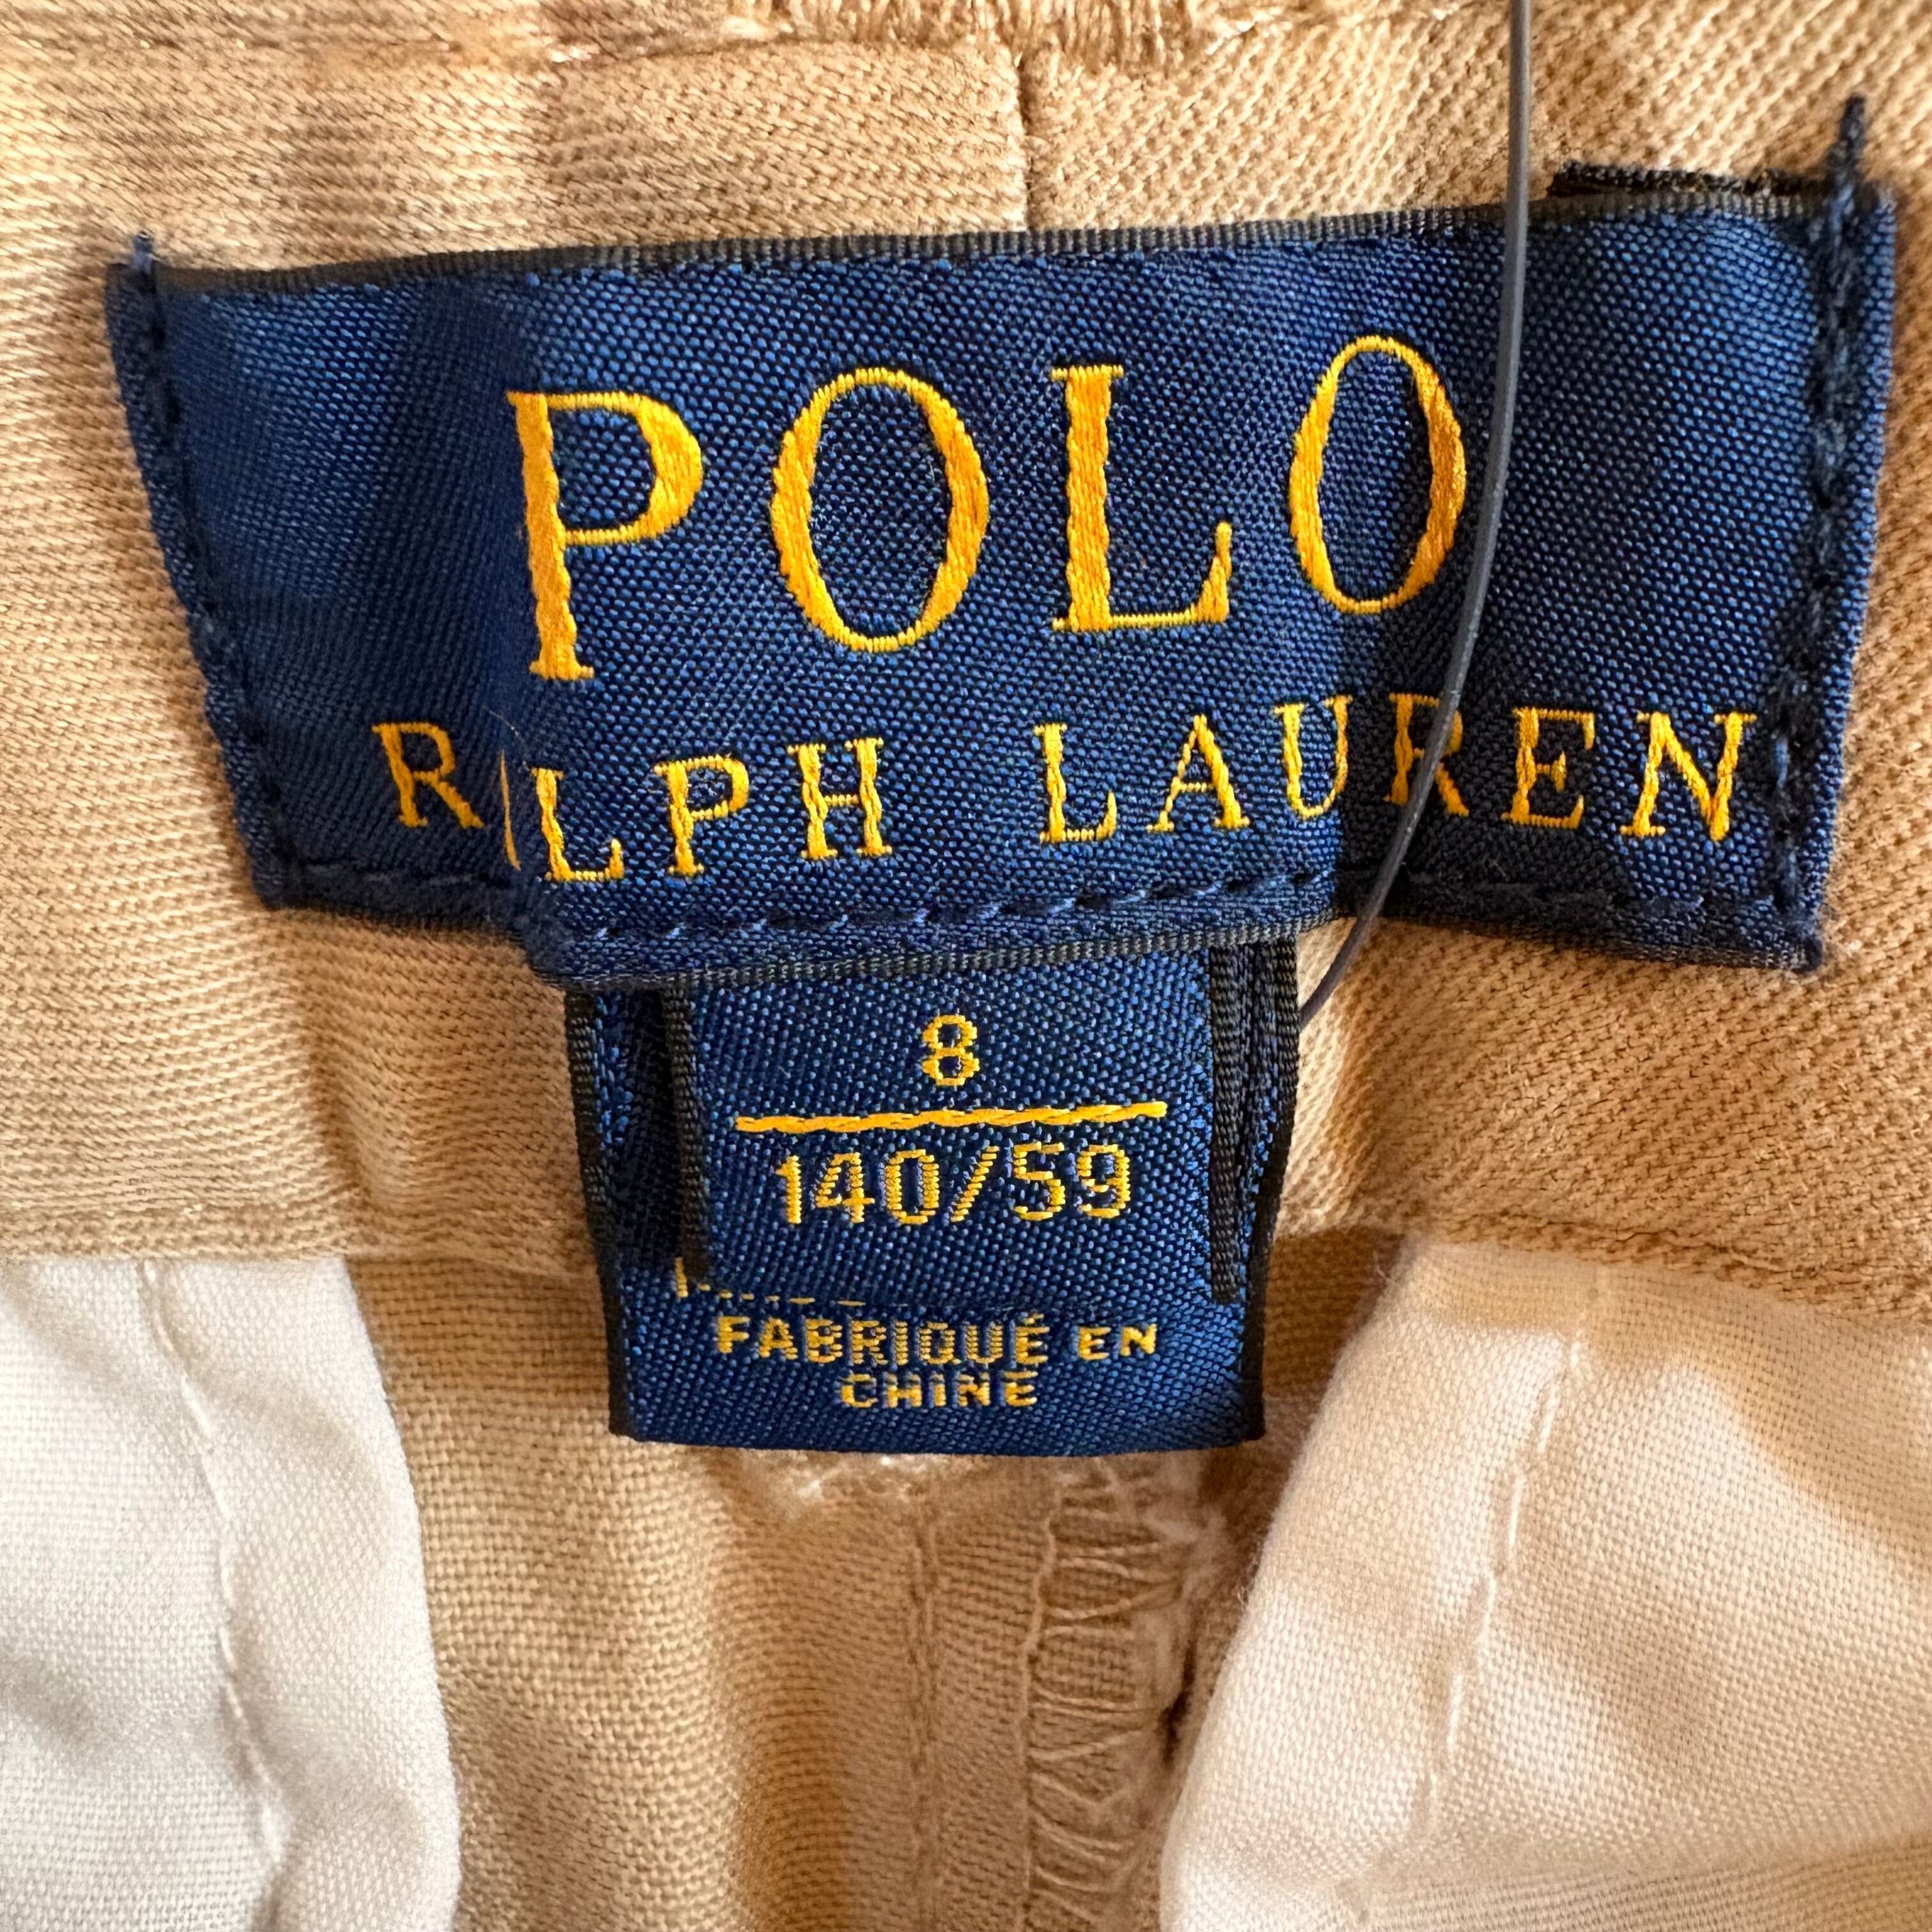 POLO
RALPH LAUREN
8
140/59
FABRIQUÉ EN
CHINE